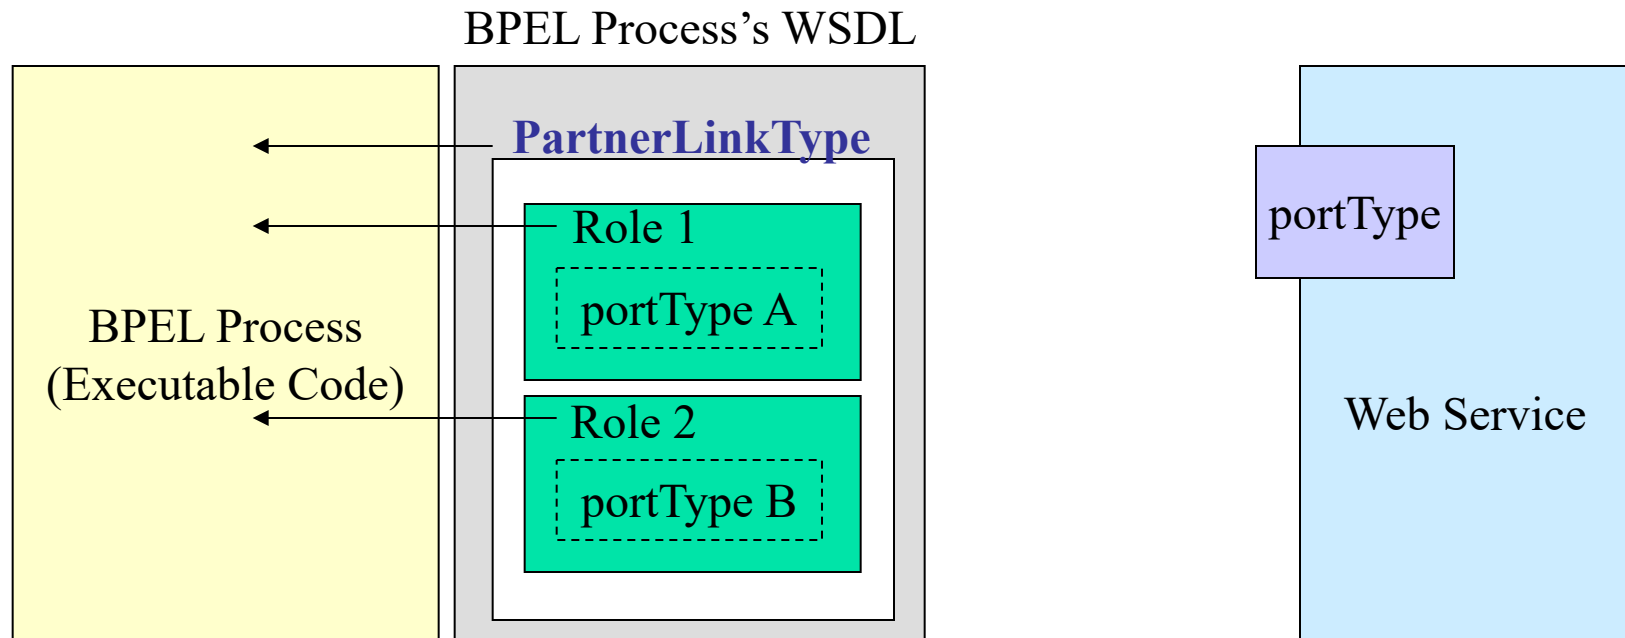 BPEL Process’s WSDL
PartnerLinkType
Role 1
portType A
Role 2
portType B
BPEL Process
(Executable Code)
portType
Web Service